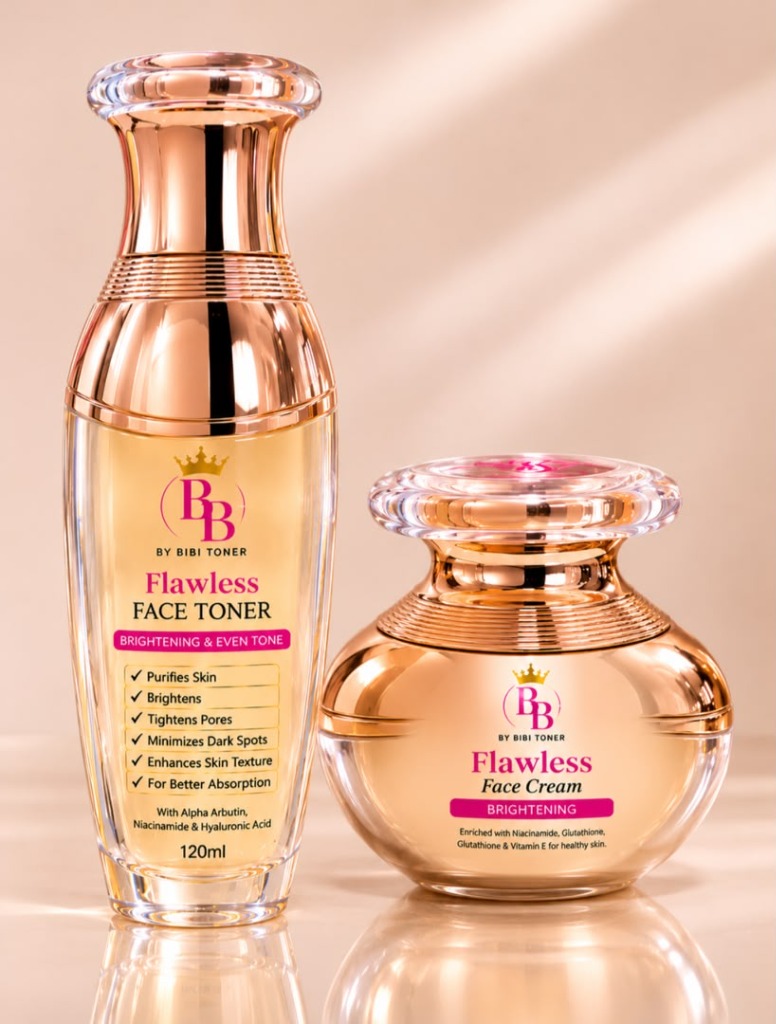 BB
BY BIBI TONER
Flawless
FACE TONER
BRIGHTENING & EVEN TONE
✓ Purifies Skin
✓ Brightens
✓ Tightens Pores
✓ Minimizes Dark Spots
✓ Enhances Skin Texture
✓ For Better Absorption
With Alpha Arbutin,
Niacinamide & Hyaluronic Acid
120ml
BB
BY BIBI TONER
Flawless
Face Cream
BRIGHTENING
Enriched with Niacinamide, Glutathione,
Glutathione & Vitamin E for healthy skin.